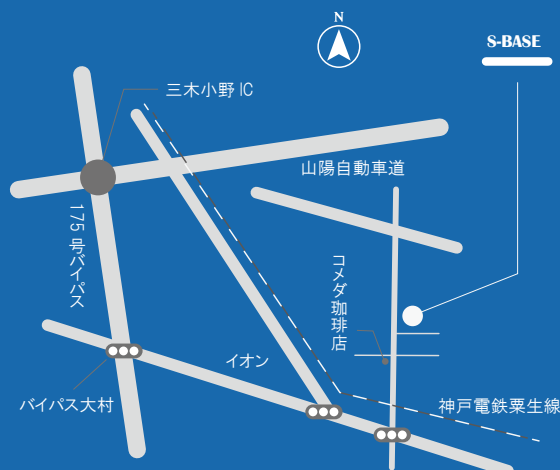 N
S-BASE
三木小野IC
山陽自動車道
175号バイパス
コメダ珈琲店
イオン
バイパス大村
神戸電鉄粟生線